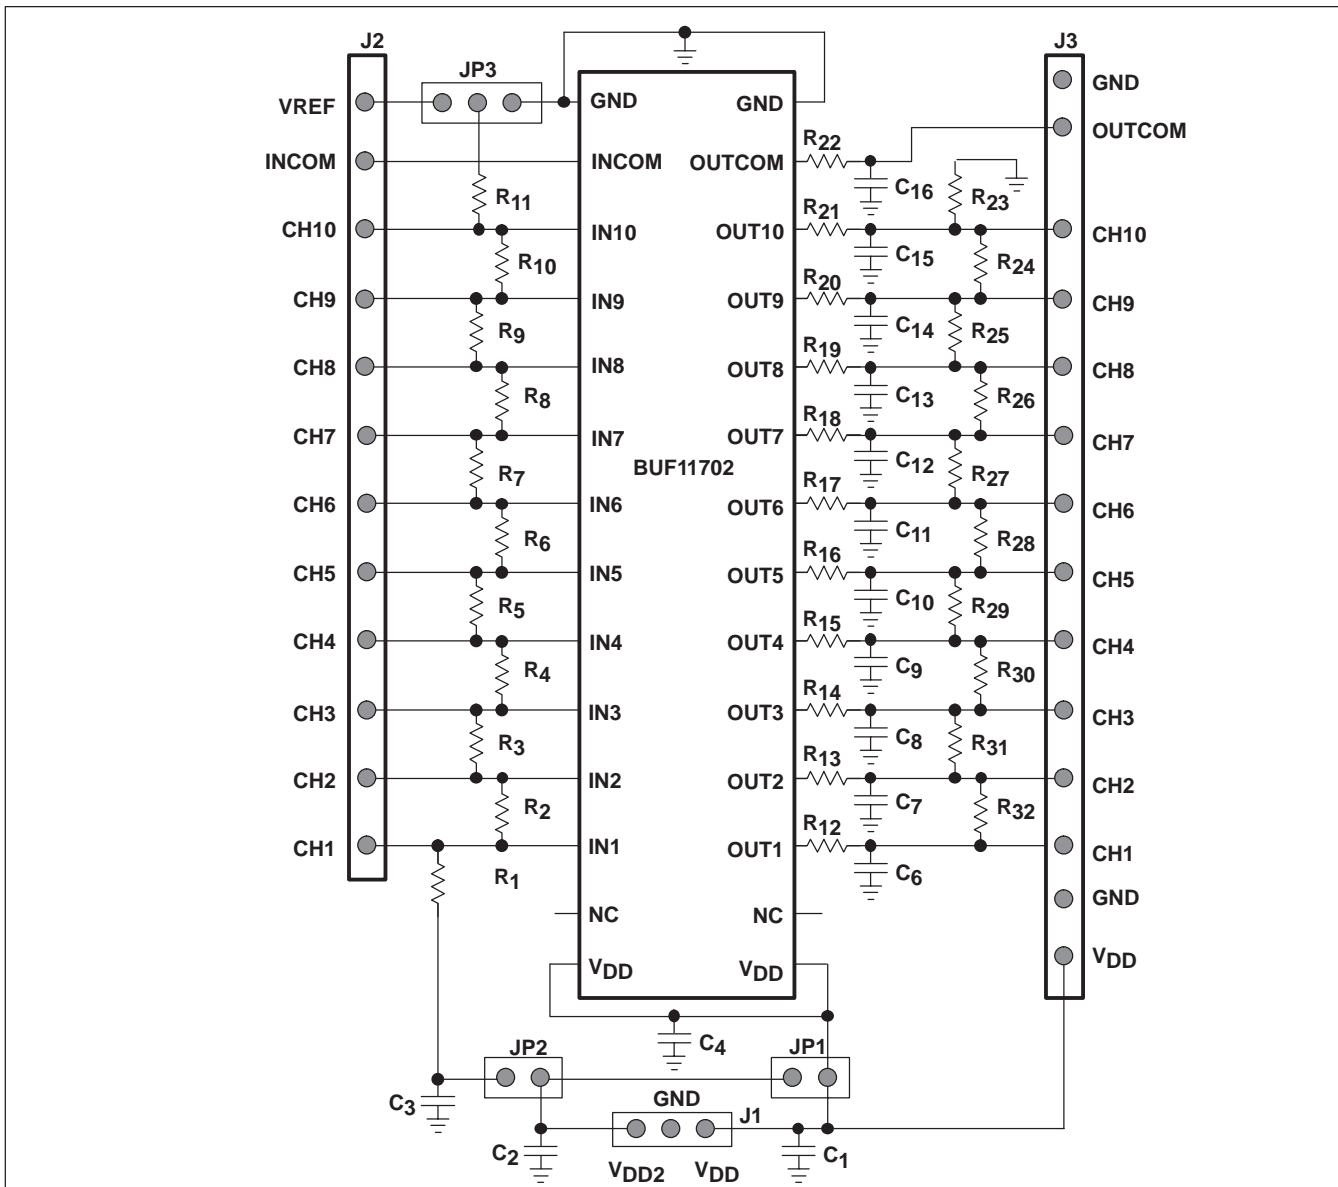 J2
J3
JP3
GND
VREF
GND
GND
OUTCOM
R22
INCOM
INCOM
OUTCOM
C16
R23
R11
R21
CH10
IN10
OUT10
CH10
C15
R24
R10
R20
CH9
IN9
OUT9
CH9
C14
R25
R9
R19
CH8
IN8
OUT8
CH8
C13
R26
R8
R18
CH7
IN7
OUT7
CH7
C12
BUF11702
R27
R7
R17
CH6
IN6
OUT6
CH6
C11
R28
R6
R16
CH5
IN5
OUT5
CH5
C10
R29
R5
R15
CH4
IN4
OUT4
CH4
C9
R30
R4
R14
CH3
IN3
OUT3
CH3
C8
R31
R3
R13
CH2
IN2
OUT2
CH2
C7
R32
R2
R12
CH1
IN1
OUT1
CH1
R1
C6
GND
NC
NC
VDD
VDD
VDD
C4
JP2
JP1
C3
GND
J1
C2
VDD2
VDD
C1